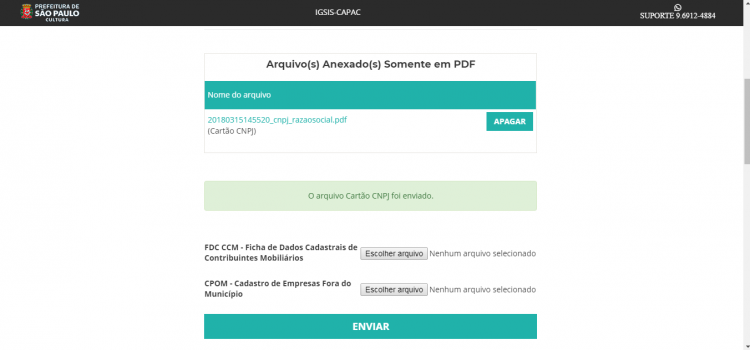 PREFEITURA DE
SÃO PAULO
CULTURA
IGSIS-CAPAC
SUPORTE 9.6912-4884
Arquivo(s) Anexado(s) Somente em PDF
Nome do arquivo
20180315145520_cnpj_razaosocial.pdf
(Cartão CNPJ)
APAGAR
O arquivo Cartão CNPJ foi enviado.
FDC CCM - Ficha de Dados Cadastrais de
Contribuintes Mobiliários
Escolher arquivo Nenhum arquivo selecionado
CPOM - Cadastro de Empresas Fora do
Município
Escolher arquivo Nenhum arquivo selecionado
ENVIAR